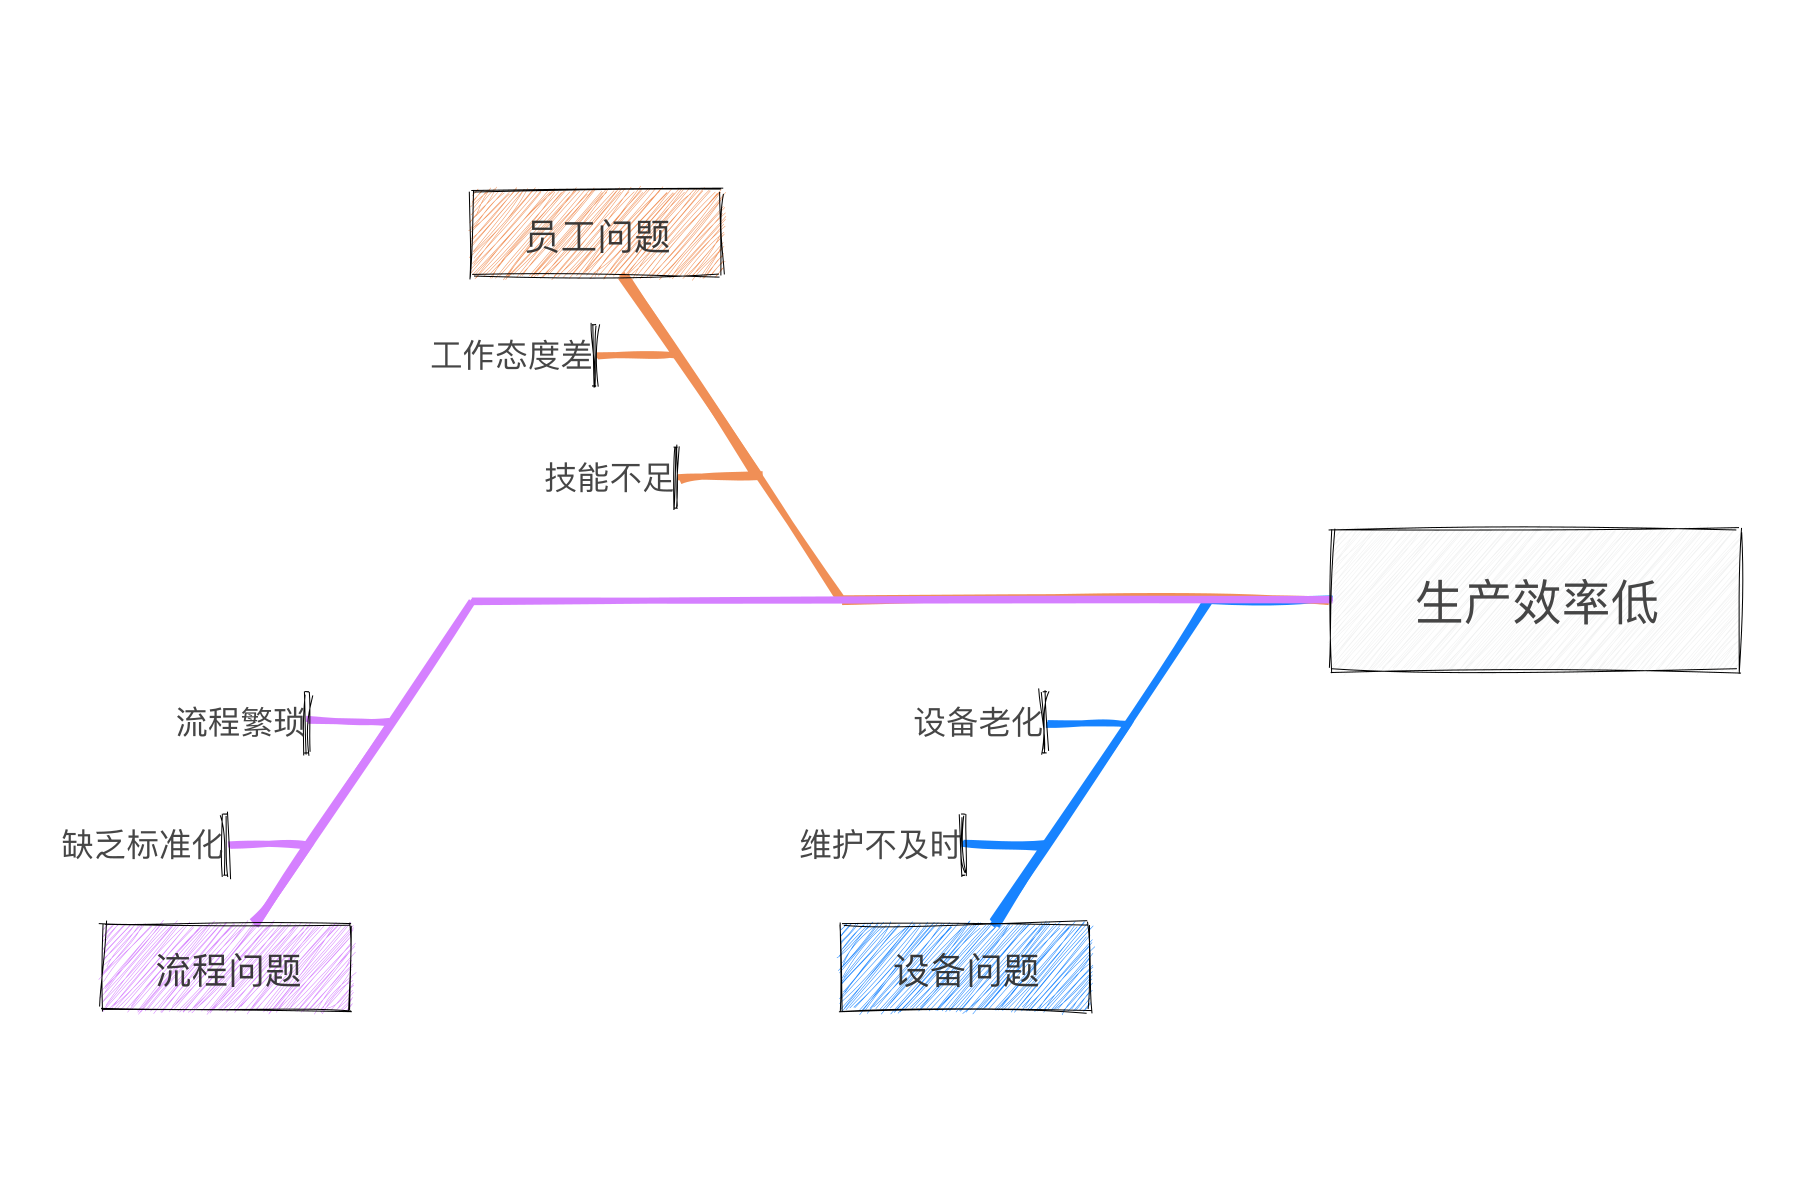 员工问题
工作态度差
技能不足
生产效率低
流程繁琐
缺乏标准化
流程问题
设备老化
维护不及时
设备问题